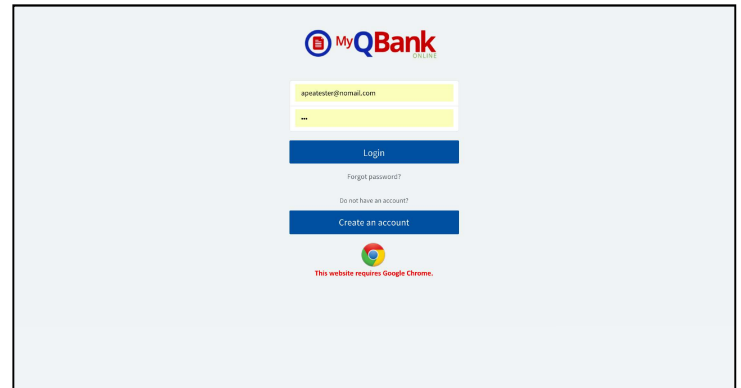 MyQBank
ONLINE
apeatester@nomail.com
•••
Login
Forgot password?
Do not have an account?
Create an account
This website requires Google Chrome.